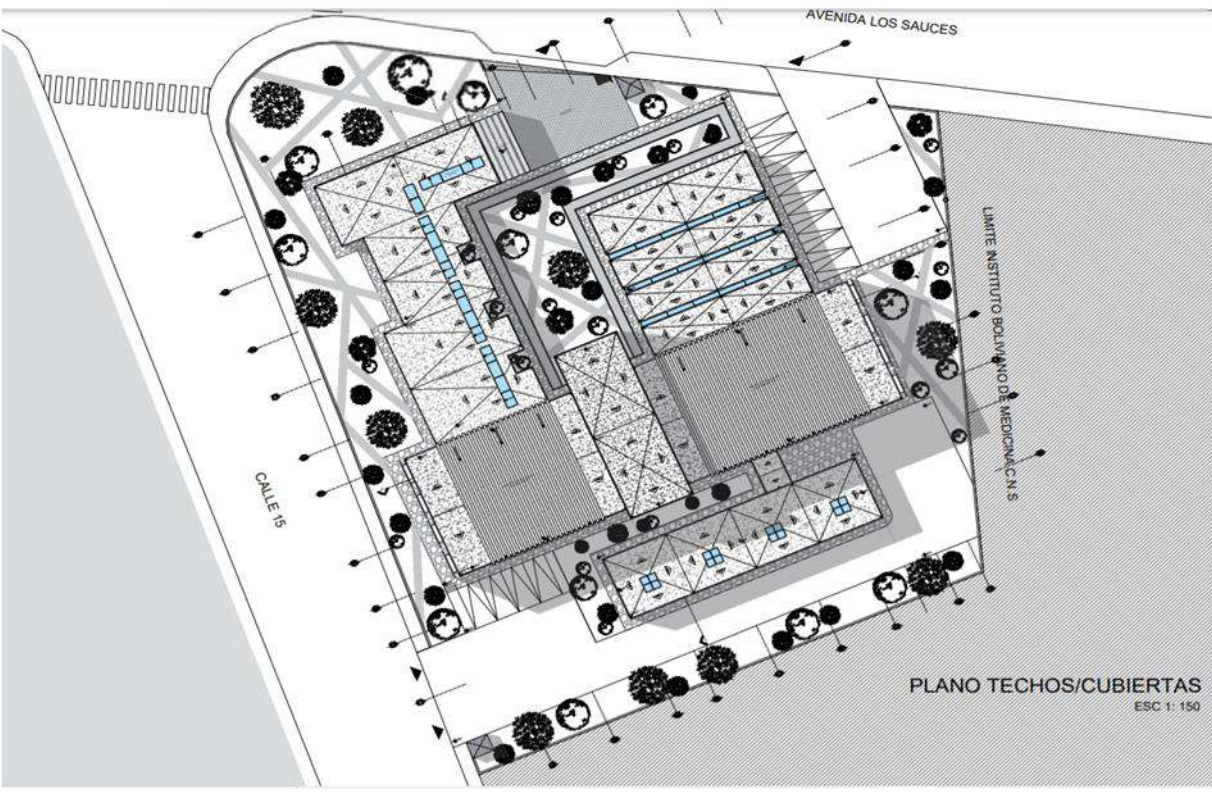 AVENIDA LOS SAUCES
LIMITE INSTITUTO BOLIVIANO DE MEDICINA C.N.S
CALLE 15
PLANO TECHOS/CUBIERTAS
ESC 1: 150